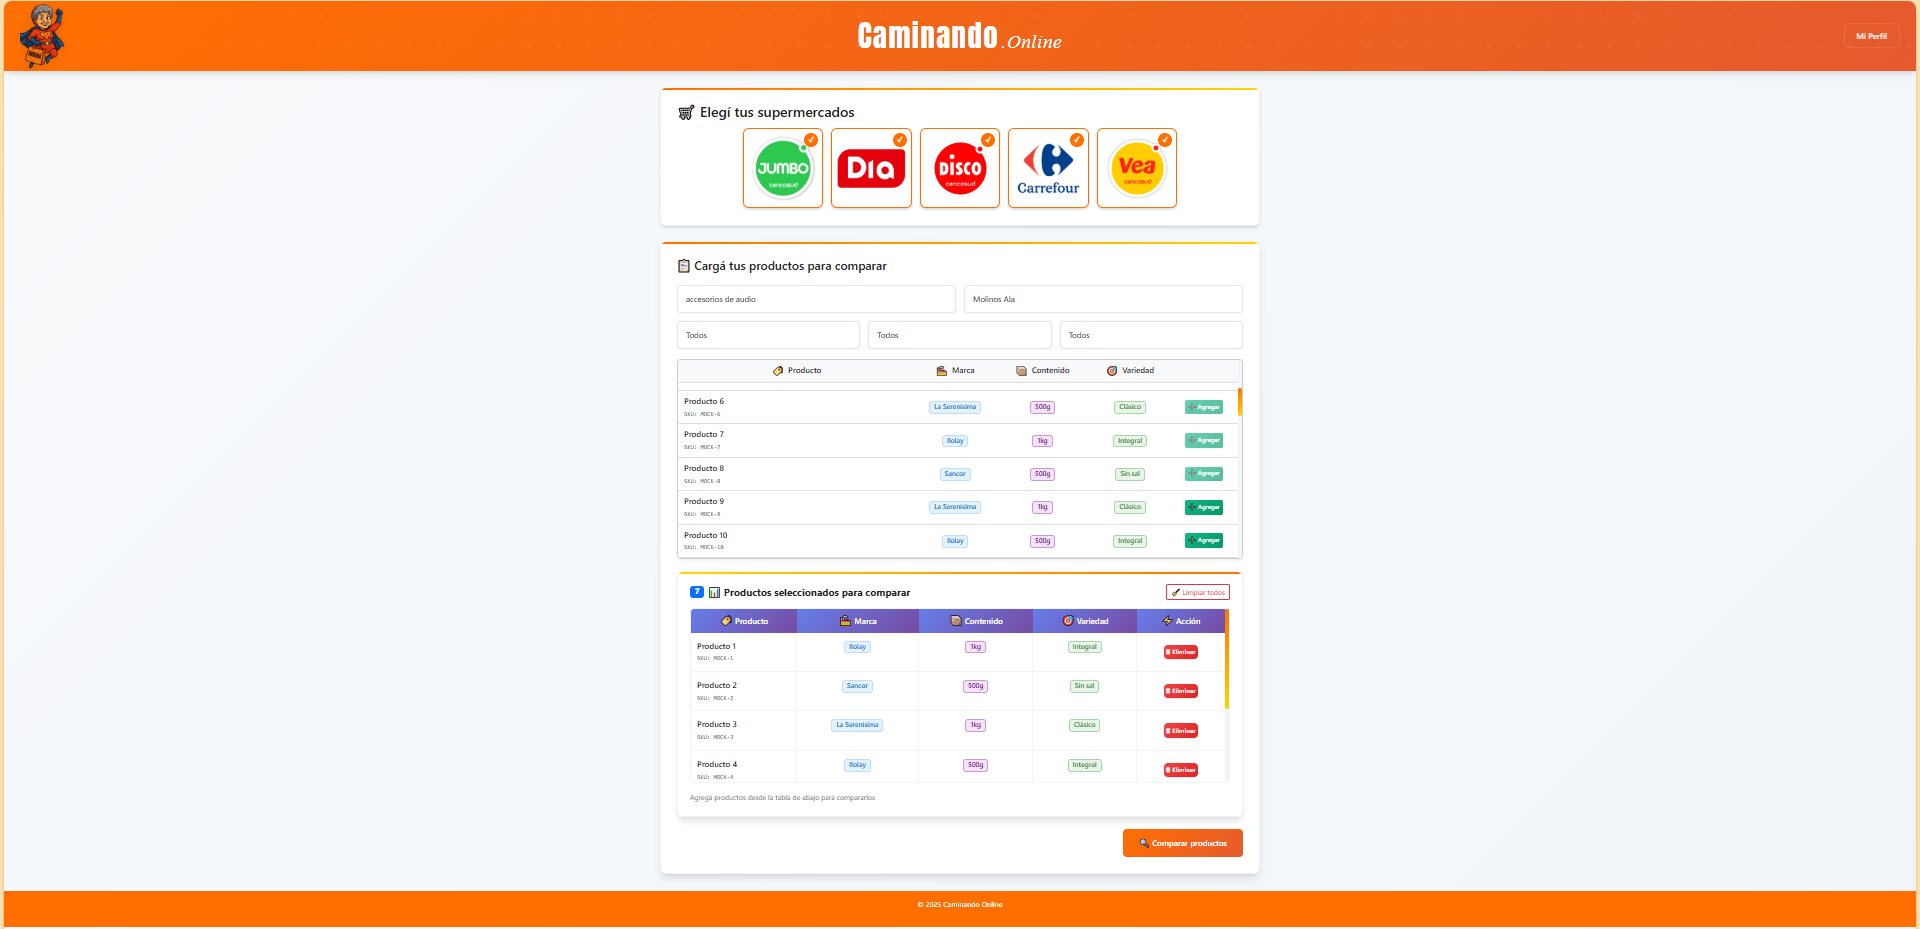 Caminando .Online
Mi Perfil
Elegí tus supermercados
JUMBO cencosud
Dia
DISCO cencosud
Carrefour
Vea cencosud
Cargá tus productos para comparar
accesorios de audio Molinos Ala
Todos Todos Todos
Producto Marca Contenido Variedad
Producto 6 La Serenísima 500g Clásico Agregar
SKU: MOCK-6
Producto 7 Ilolay 1kg Integral Agregar
SKU: MOCK-7
Producto 8 Sancor 500g Sin sal Agregar
SKU: MOCK-8
Producto 9 La Serenísima 1kg Clásico Agregar
SKU: MOCK-9
Producto 10 Ilolay 500g Integral Agregar
SKU: MOCK-10
7 Productos seleccionados para comparar Limpiar todos
Producto Marca Contenido Variedad Acción
Producto 1 Ilolay 1kg Integral Eliminar
SKU: MOCK-1
Producto 2 Sancor 500g Sin sal Eliminar
SKU: MOCK-2
Producto 3 La Serenísima 1kg Clásico Eliminar
SKU: MOCK-3
Producto 4 Ilolay 500g Integral Eliminar
SKU: MOCK-4
Agregá productos desde la tabla de abajo para compararlos
Comparar productos
© 2025 Caminando Online